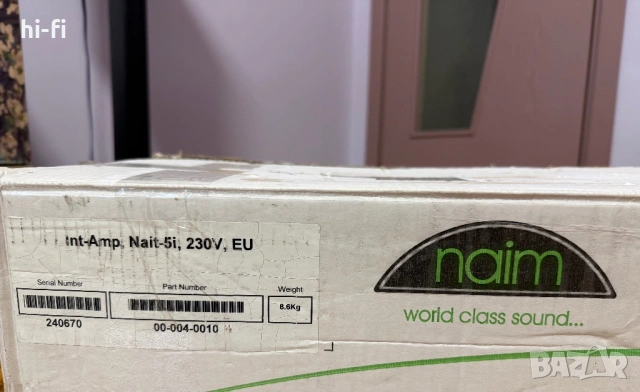 hi-fi
Int-Amp, Nait-5i, 230V, EU
Serial Number Part Number Weight
8.6Kg
240670 00-004-0010
naim
world class sound...
BAZAR